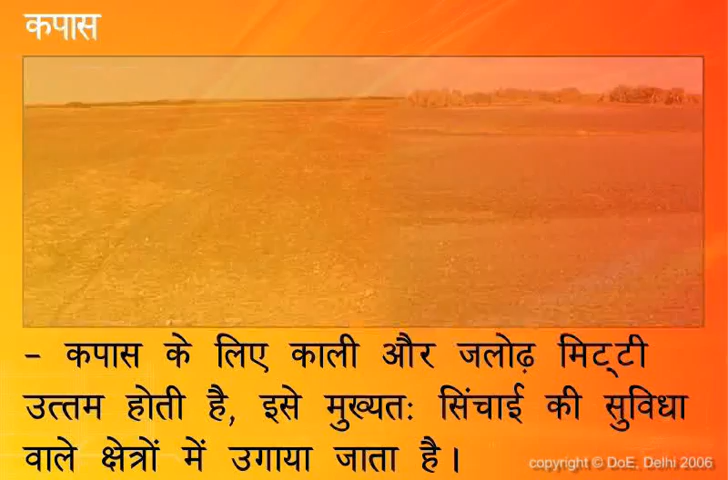 कपास
– कपास के लिए काली और जलोढ़ मिट्टी
उत्तम होती है, इसे मुख्यतः सिंचाई की सुविधा
वाले क्षेत्रों में उगाया जाता है।
copyright © DoE, Delhi 2006